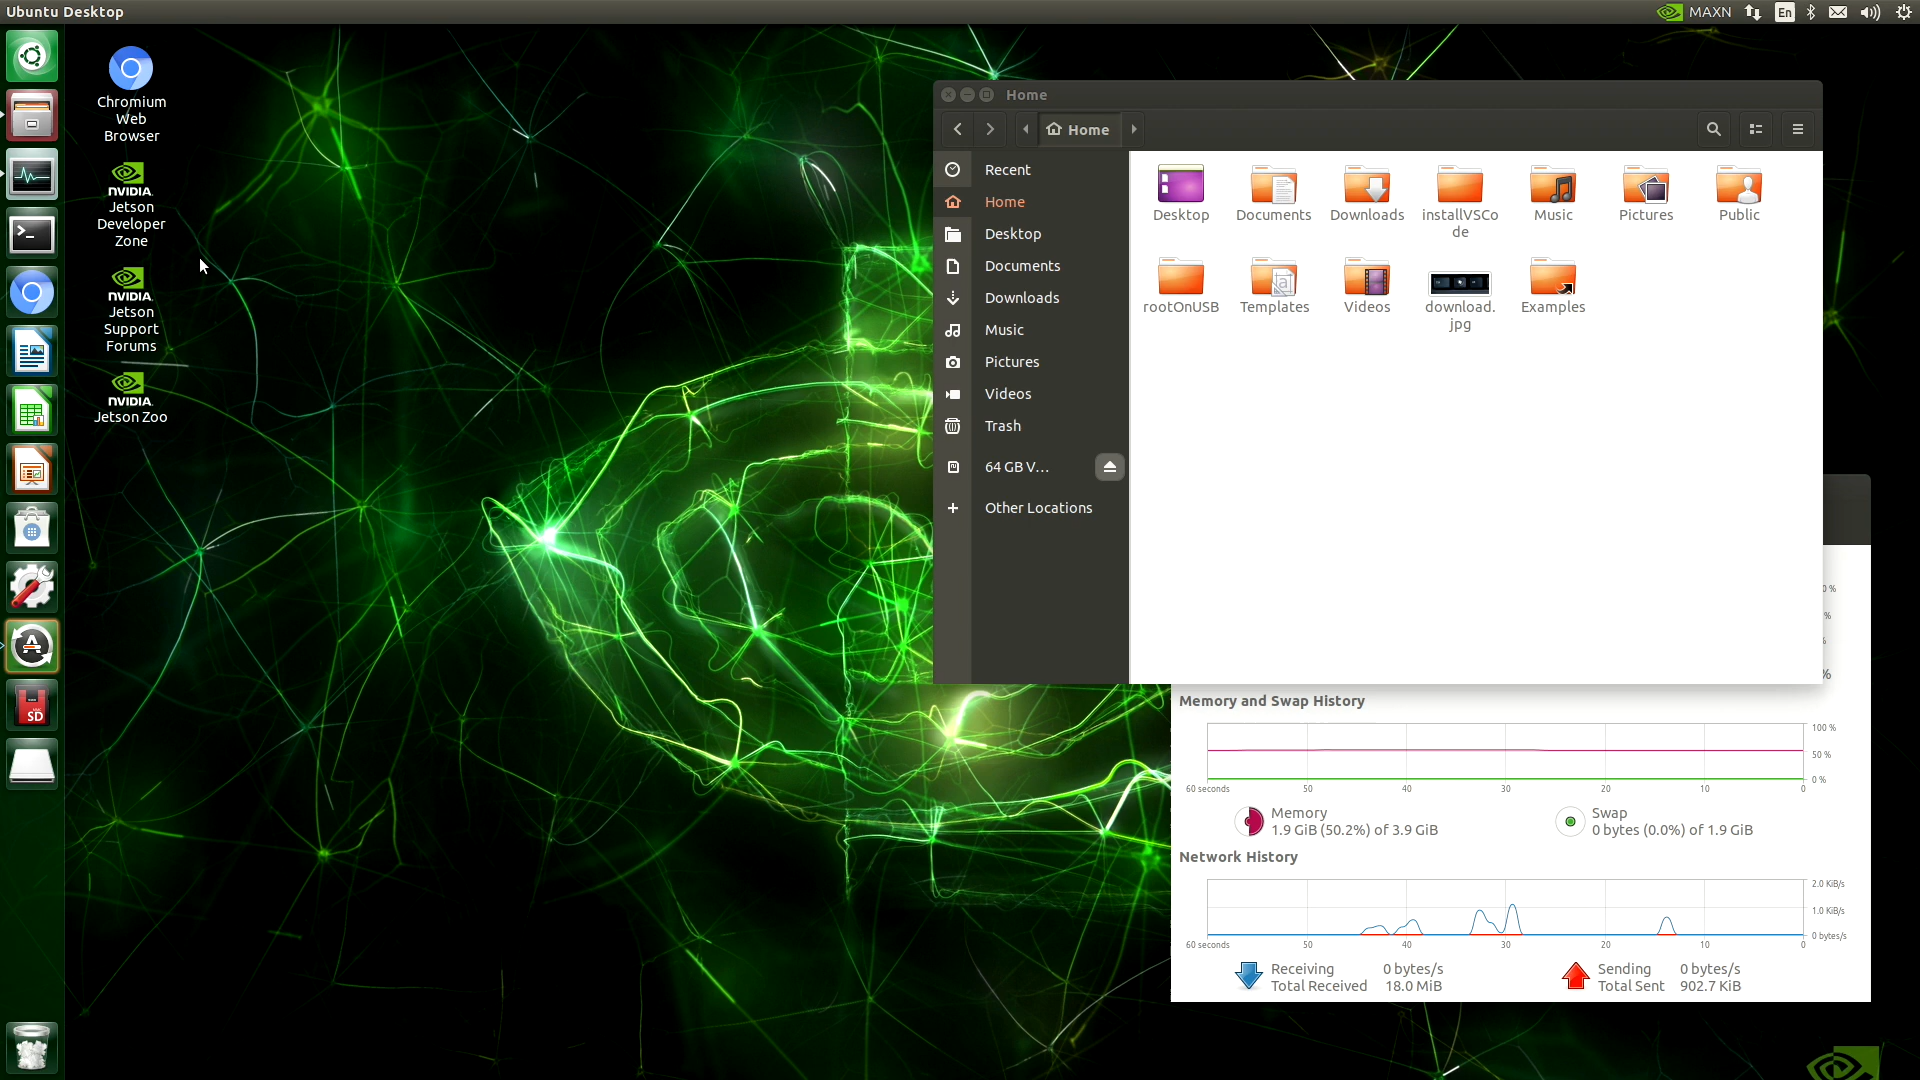 Ubuntu Desktop
MAXN
En
Chromium
Web
Browser
NVIDIA.
Jetson
Developer
Zone
NVIDIA.
Jetson
Support
Forums
NVIDIA.
Jetson Zoo
SD
Home
Home
Recent
Home
Desktop
Documents
Downloads
Music
Pictures
Videos
Trash
64 GB V...
Other Locations
Desktop
Documents
Downloads
installVSCo
de
Music
Pictures
Public
rootOnUSB
Templates
Videos
download.
jpg
Examples
0 %
%
%
%
Memory and Swap History
100 %
50 %
0 %
60 seconds
50
40
30
20
10
0
Memory
1.9 GiB (50.2%) of 3.9 GiB
Swap
0 bytes (0.0%) of 1.9 GiB
Network History
2.0 KiB/s
1.0 KiB/s
0 bytes/s
60 seconds
50
40
30
20
10
0
Receiving 0 bytes/s
Total Received 18.0 MiB
Sending 0 bytes/s
Total Sent 902.7 KiB